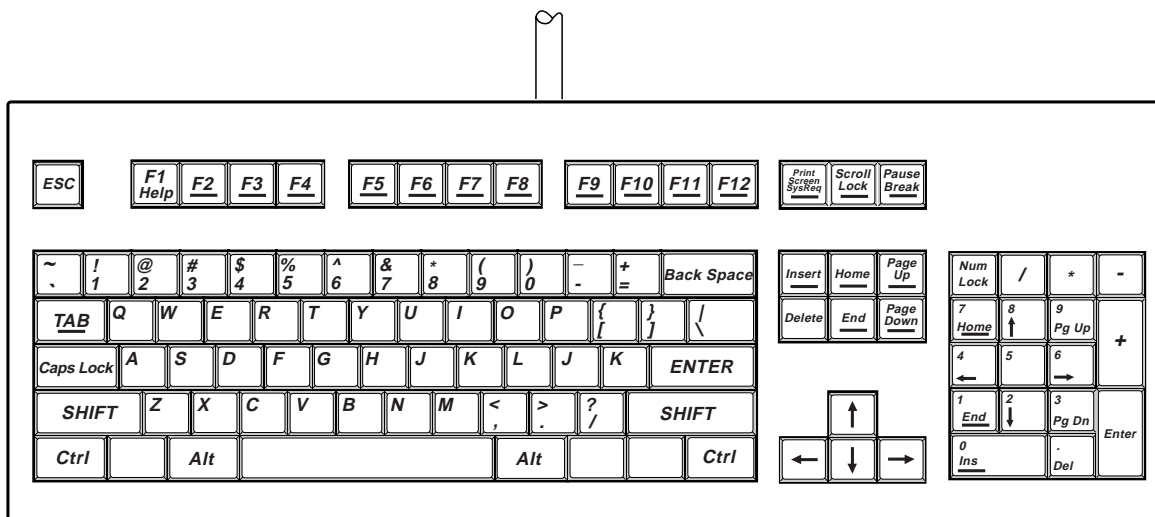 ESC F1 Help F2 F3 F4 F5 F6 F7 F8 F9 F10 F11 F12 Print Screen SysReq Scroll Lock Pause Break
~ ` ! 1 @ 2 # 3 $ 4 % 5 ^ 6 & 7 * 8 ( 9 ) 0 _ - + = Back Space Insert Home Page Up Num Lock / * -
TAB Q W E R T Y U I O P { [ } ] | \ Delete End Page Down 7 Home 8 ↑ 9 Pg Up +
Caps Lock A S D F G H J K L J K ENTER 4 ← 5 6 →
SHIFT Z X C V B N M < , > . ? / SHIFT ↑ 1 End 2 ↓ 3 Pg Dn Enter
Ctrl Alt Alt Ctrl ← ↓ → 0 Ins . Del